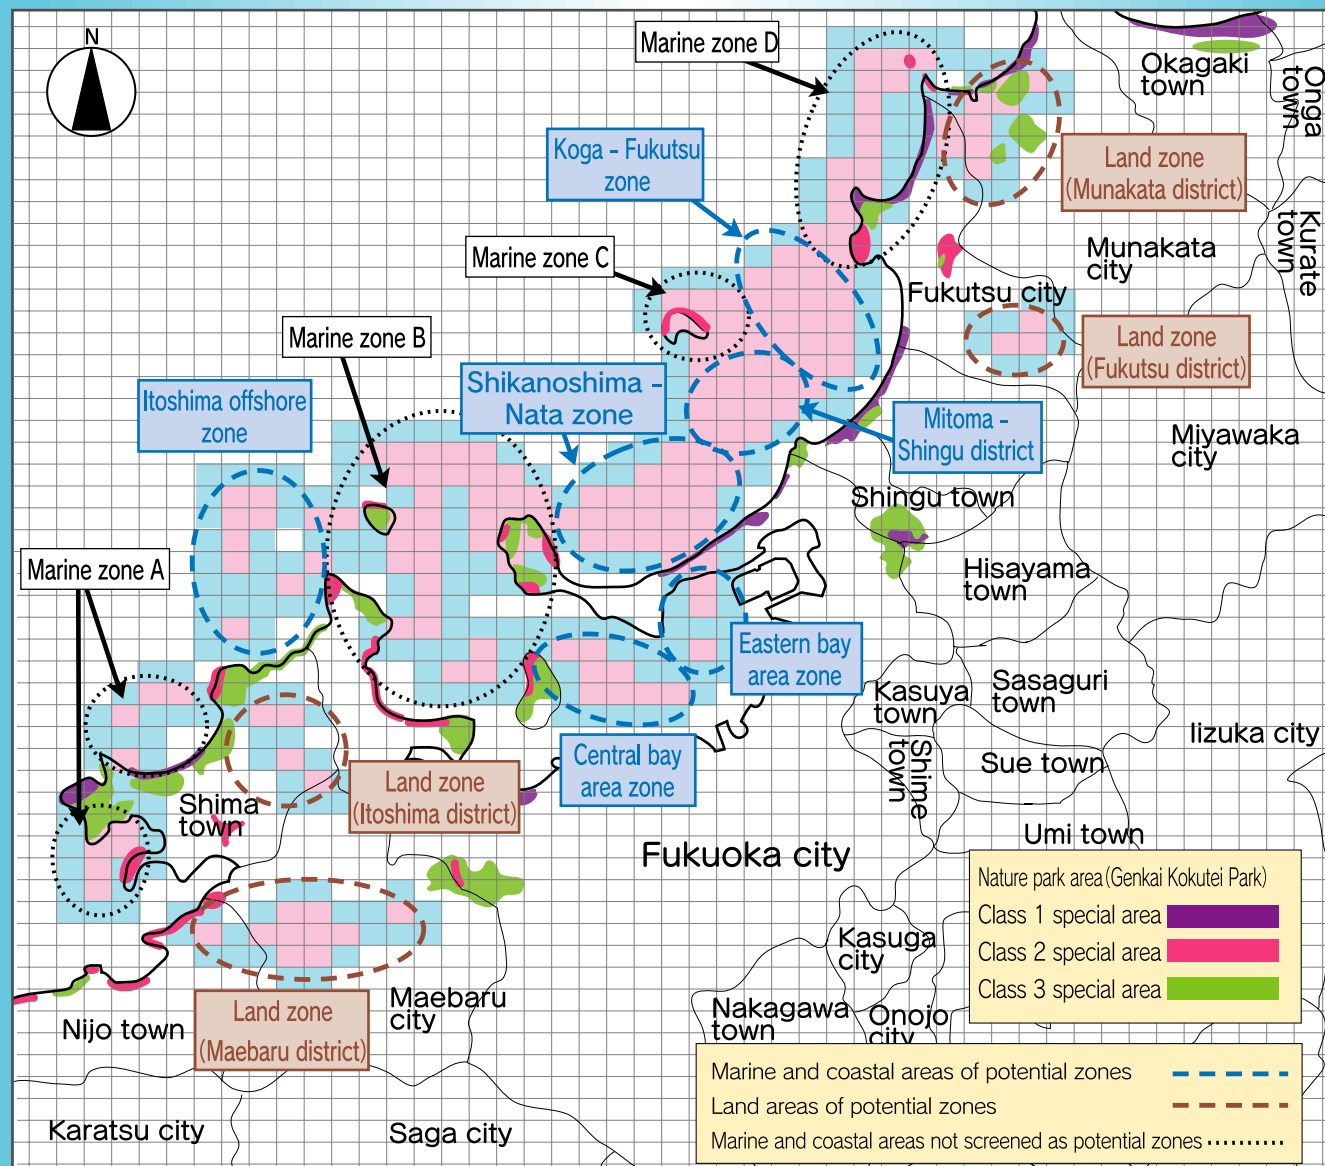 N
Marine zone D
Okagaki
town
Onga
town
Koga - Fukutsu
zone
Land zone
(Munakata district)
Kurate
town
Marine zone C
Munakata
city
Fukutsu city
Marine zone B
Land zone
(Fukutsu district)
Itoshima offshore
zone
Shikanoshima -
Nata zone
Mitoma -
Shingu district
Miyawaka
city
Shingu town
Marine zone A
Hisayama
town
Eastern bay
area zone
Kasuya
town
Sasaguri
town
Iizuka city
Central bay
area zone
Shime
town
Sue town
Land zone
(Itoshima district)
Shima
town
Umi town
Fukuoka city
Nature park area (Genkai Kokutei Park)
Class 1 special area
Class 2 special area
Class 3 special area
Kasuga
city
Maebaru
city
Nakagawa
town
Onojo
city
Land zone
(Maebaru district)
Nijo town
Marine and coastal areas of potential zones
Land areas of potential zones
Marine and coastal areas not screened as potential zones
Karatsu city
Saga city